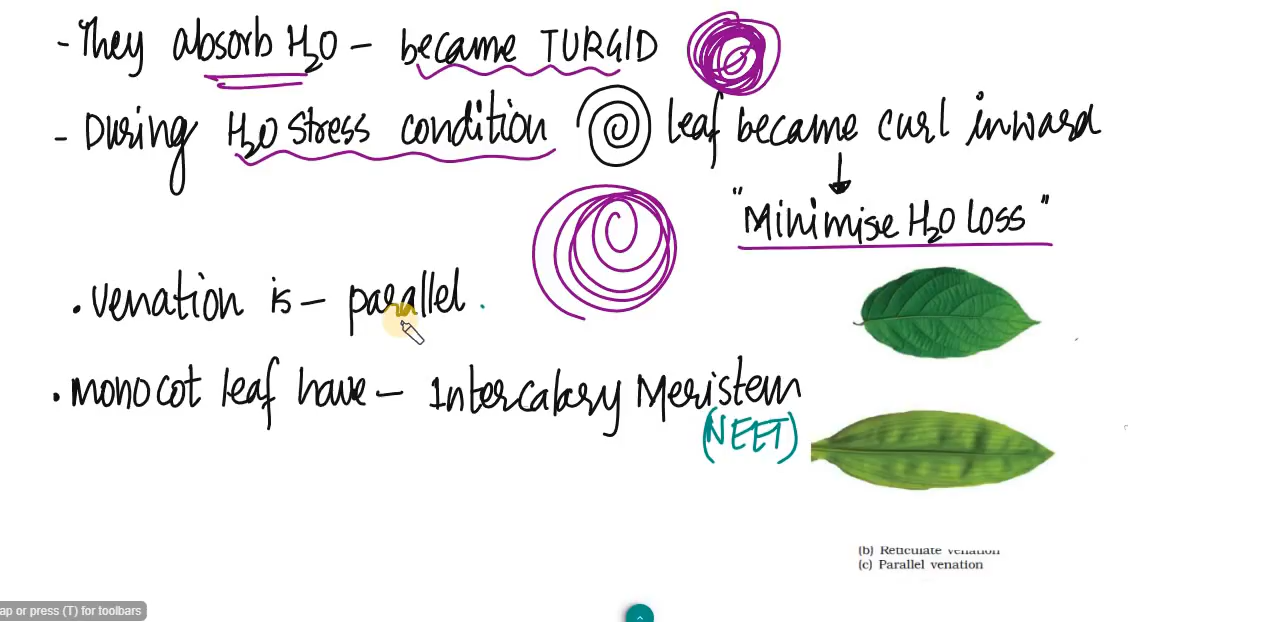 - They absorb H₂O - became TURGID
- During H₂O stress condition leaf became curl inward
"Minimise H₂O Loss"
. venation is - parallel.
. monocot leaf have - Intercalary Meristem
(NEET)
(b) Reticulate venation
(c) Parallel venation
ap or press (T) for toolbars